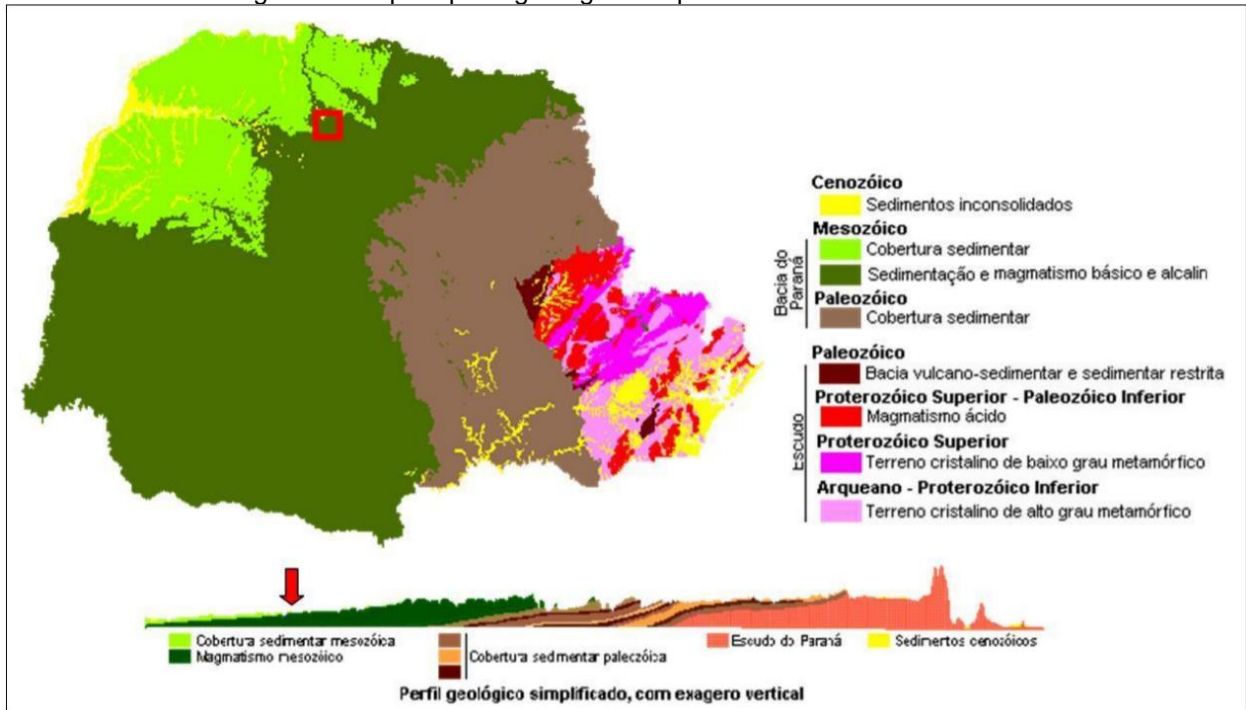 Cenozóico
Sedimentos inconsolidados
Mesozóico
Cobertura sedimentar
Sedimentação e magmatismo básico e alcalin
Paleozóico
Cobertura sedimentar
Bacia do
Paraná
Paleozóico
Bacia vulcano-sedimentar e sedimentar restrita
Proterozóico Superior - Paleozóico Inferior
Magmatismo ácido
Proterozóico Superior
Terreno cristalino de baixo grau metamórfico
Arqueano - Proterozóico Inferior
Terreno cristalino de alto grau metamórfico
Escudo
Cobertura sedimentar mesozóica
Magmatismo mesozóico
Cobertura sedimentar paleozóica
Escudo do Paraná
Sedimertos cenozóicos
Perfil geológico simplificado, com exagero vertical